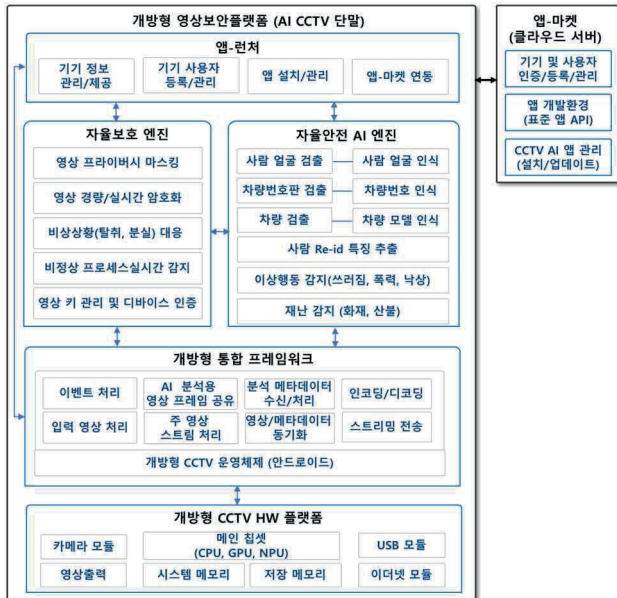 개방형 영상보안플랫폼 (AI CCTV 단말)
앱-런처
기기 정보
관리/제공
기기 사용자
등록/관리
앱 설치/관리
앱-마켓 연동
자율보호 엔진
영상 프라이버시 마스킹
영상 경량/실시간 암호화
비상상황(탈취, 분실) 대응
비정상 프로세스실시간 감지
영상 키 관리 및 디바이스 인증
자율안전 AI 엔진
사람 얼굴 검출
사람 얼굴 인식
차량번호판 검출
차량번호 인식
차량 검출
차량 모델 인식
사람 Re-id 특징 추출
이상행동 감지(쓰러짐, 폭력, 낙상)
재난 감지 (화재, 산불)
개방형 통합 프레임워크
이벤트 처리
AI 분석용
영상 프레임 공유
분석 메타데이터
수신/처리
인코딩/디코딩
입력 영상 처리
주 영상
스트림 처리
영상/메타데이터
동기화
스트리밍 전송
개방형 CCTV 운영체제 (안드로이드)
개방형 CCTV HW 플랫폼
카메라 모듈
메인 칩셋
(CPU, GPU, NPU)
USB 모듈
영상출력
시스템 메모리
저장 메모리
이더넷 모듈
앱-마켓
(클라우드 서버)
기기 및 사용자
인증/등록/관리
앱 개발환경
(표준 앱 API)
CCTV AI 앱 관리
(설치/업데이트)